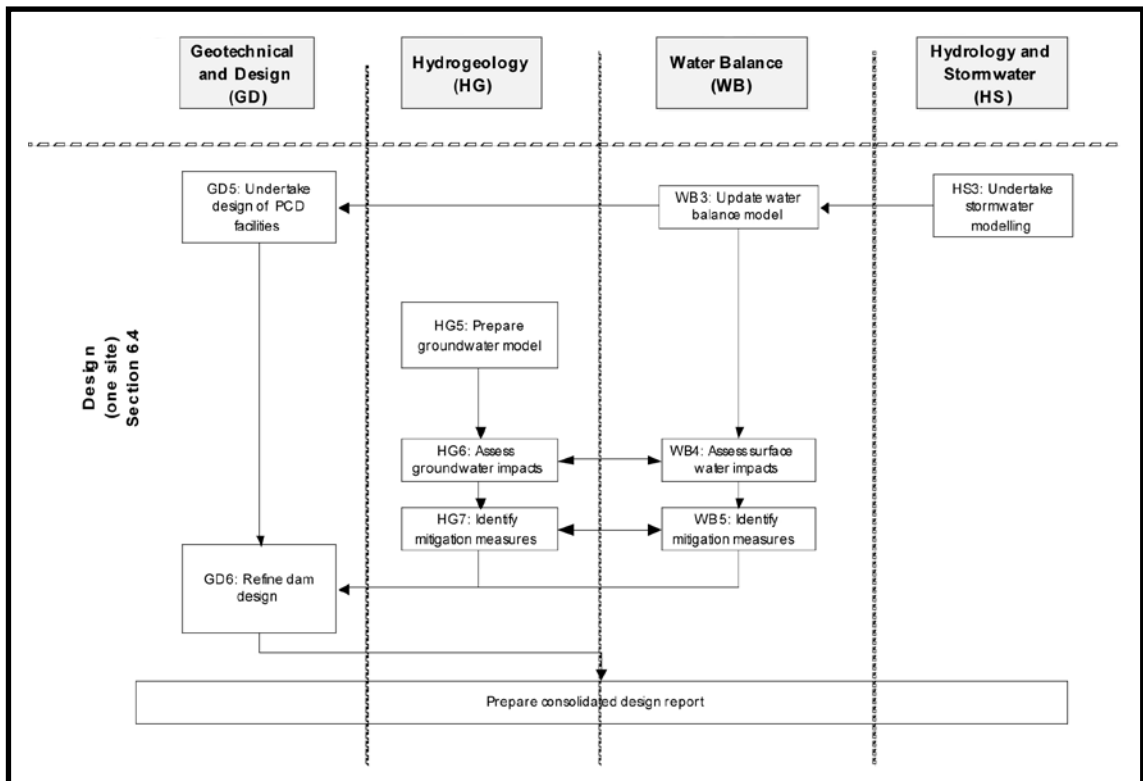 Geotechnical
and Design
(GD)
Hydrogeology
(HG)
Water Balance
(WB)
Hydrology and
Stormwater
(HS)
GD5: Undertake
design of PCD
facilities
WB3: Update water
balance model
HS3: Undertake
stormwater
modelling
HG5: Prepare
groundwater model
Design
(one site)
Section 6.4
HG6: Assess
groundwater impacts
WB4: Assess surface
water impacts
HG7: Identify
mitigation measures
WB5: Identify
mitigation measures
GD6: Refine dam
design
Prepare consolidated design report